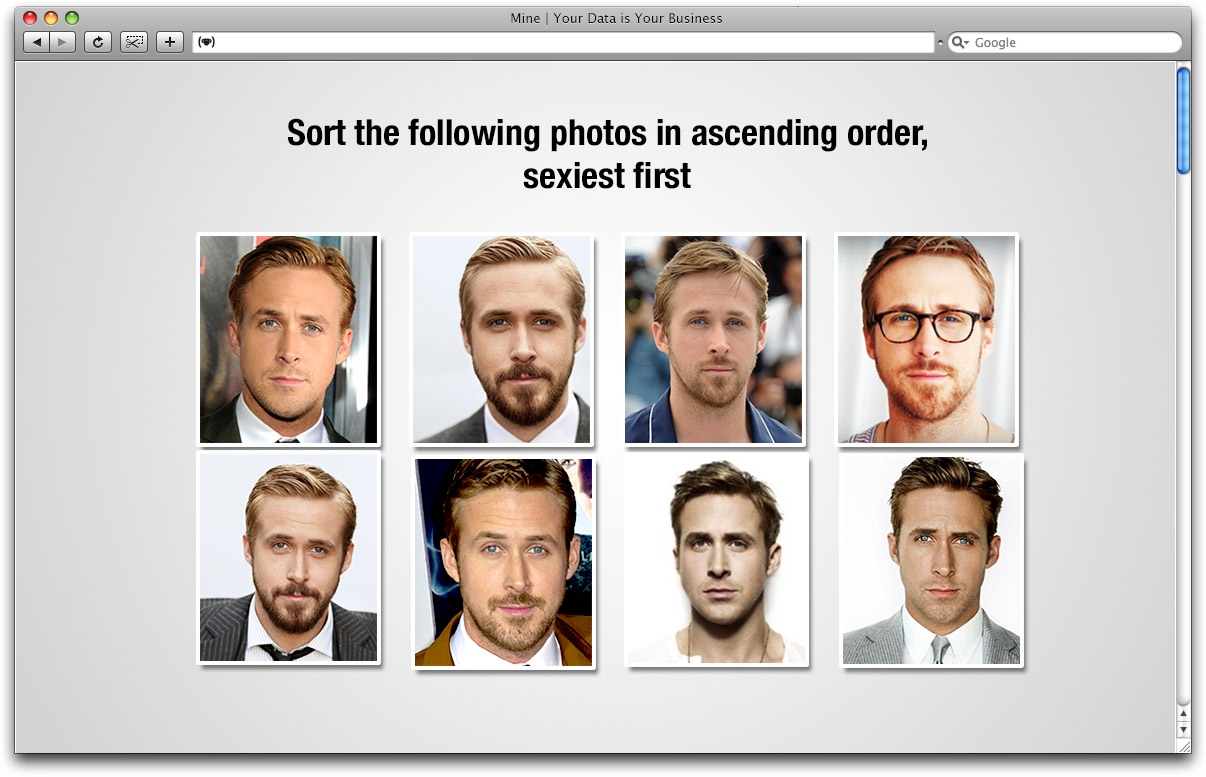 Mine | Your Data is Your Business
Google
Sort the following photos in ascending order,
sexiest first